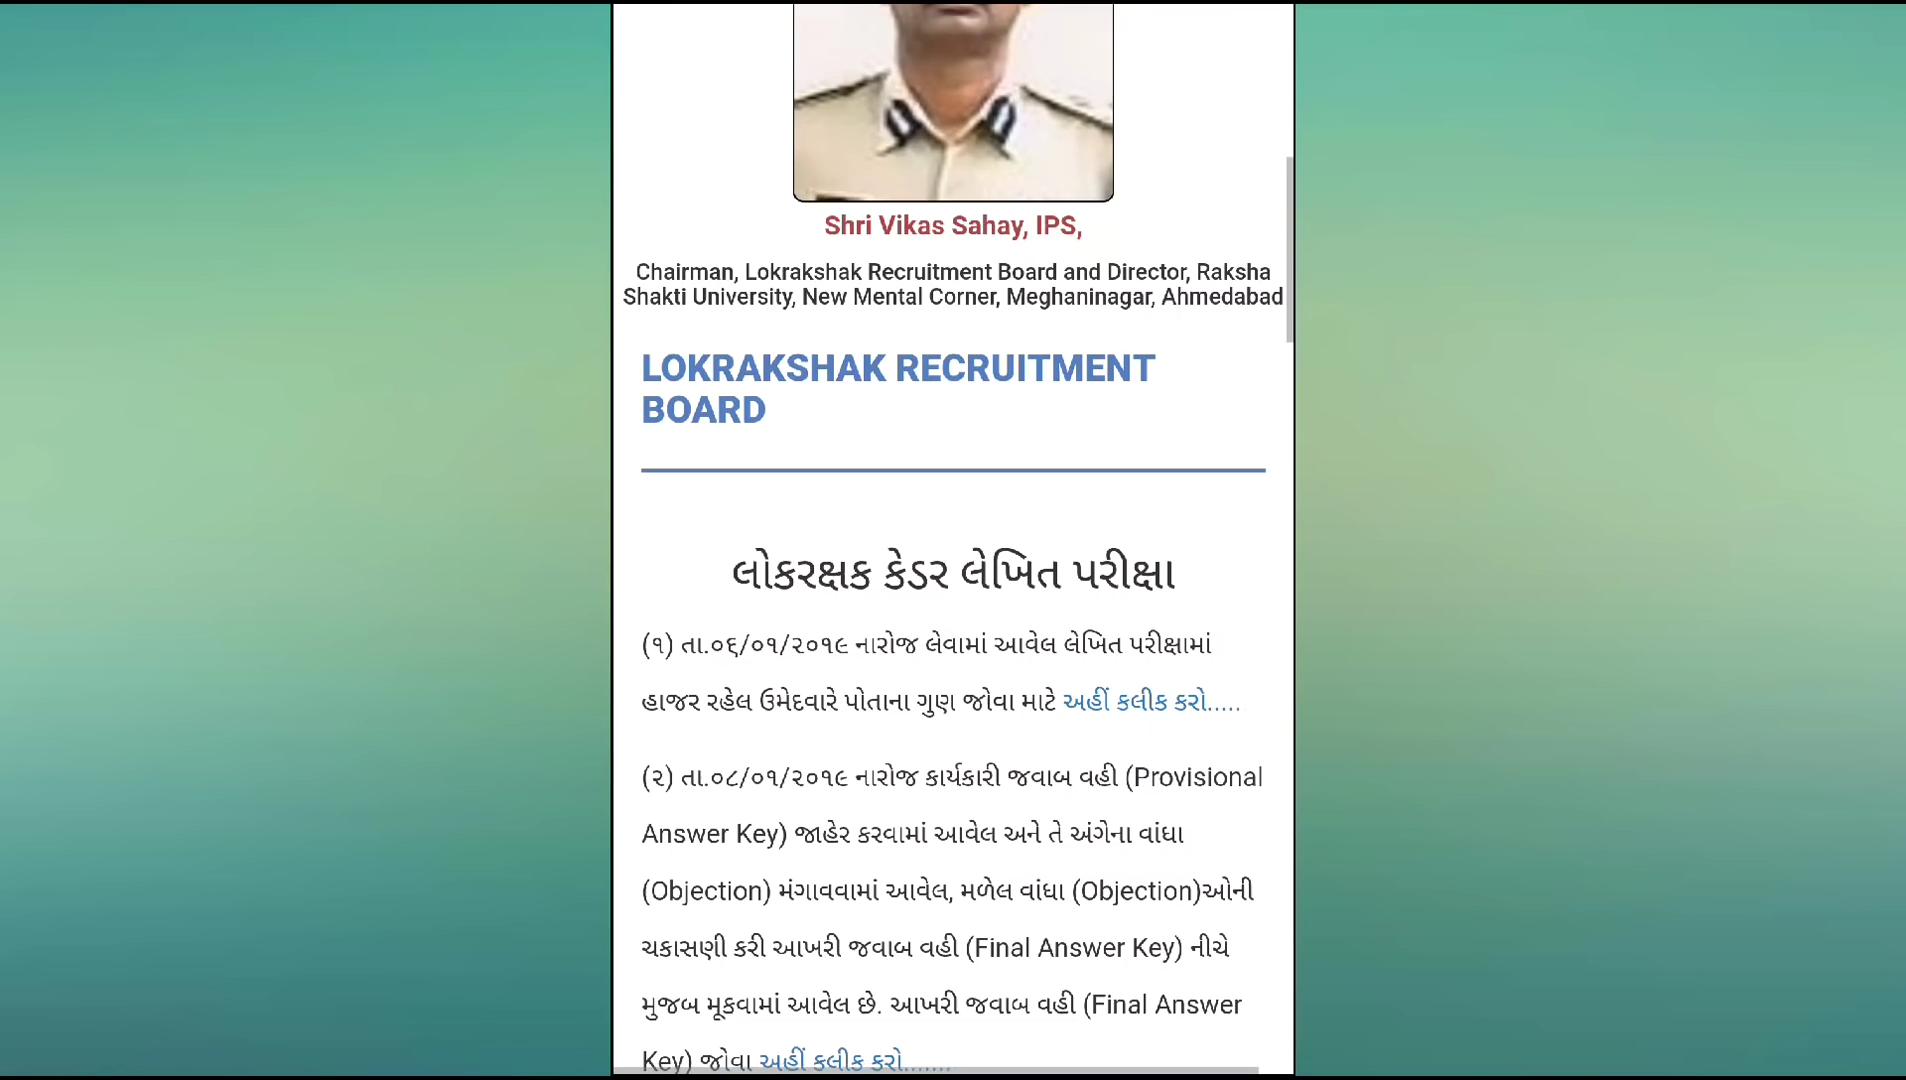 Shri Vikas Sahay, IPS,
Chairman, Lokrakshak Recruitment Board and Director, Raksha
Shakti University, New Mental Corner, Meghaninagar, Ahmedabad
LOKRAKSHAK RECRUITMENT
BOARD
લોકરક્ષક કેડર લેખિત પરીક્ષા
(૧) તા.૦૬/૦૧/૨૦૧૯ નારોજ લેવામાં આવેલ લેખિત પરીક્ષામાં
હાજર રહેલ ઉમેદવારે પોતાના ગુણ જોવા માટે અહીં કલીક કરો.....
(૨) તા.૦૮/૦૧/૨૦૧૯ નારોજ કાર્યકારી જવાબ વહી (Provisional
Answer Key) જાહેર કરવામાં આવેલ અને તે અંગેના વાંધા
(Objection) મંગાવવામાં આવેલ, મળેલ વાંધા (Objection)ઓની
ચકાસણી કરી આખરી જવાબ વહી (Final Answer Key) નીચે
મુજબ મૂકવામાં આવેલ છે. આખરી જવાબ વહી (Final Answer
Key) જોવા અહીં કલીક કરો.......